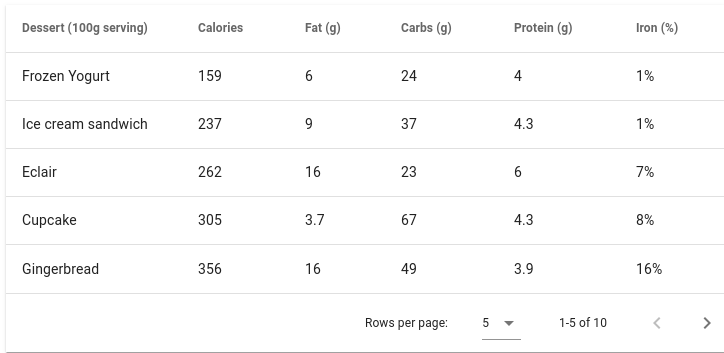 Dessert (100g serving) Calories Fat (g) Carbs (g) Protein (g) Iron (%)
Frozen Yogurt 159 6 24 4 1%
Ice cream sandwich 237 9 37 4.3 1%
Eclair 262 16 23 6 7%
Cupcake 305 3.7 67 4.3 8%
Gingerbread 356 16 49 3.9 16%
Rows per page: 5 1-5 of 10